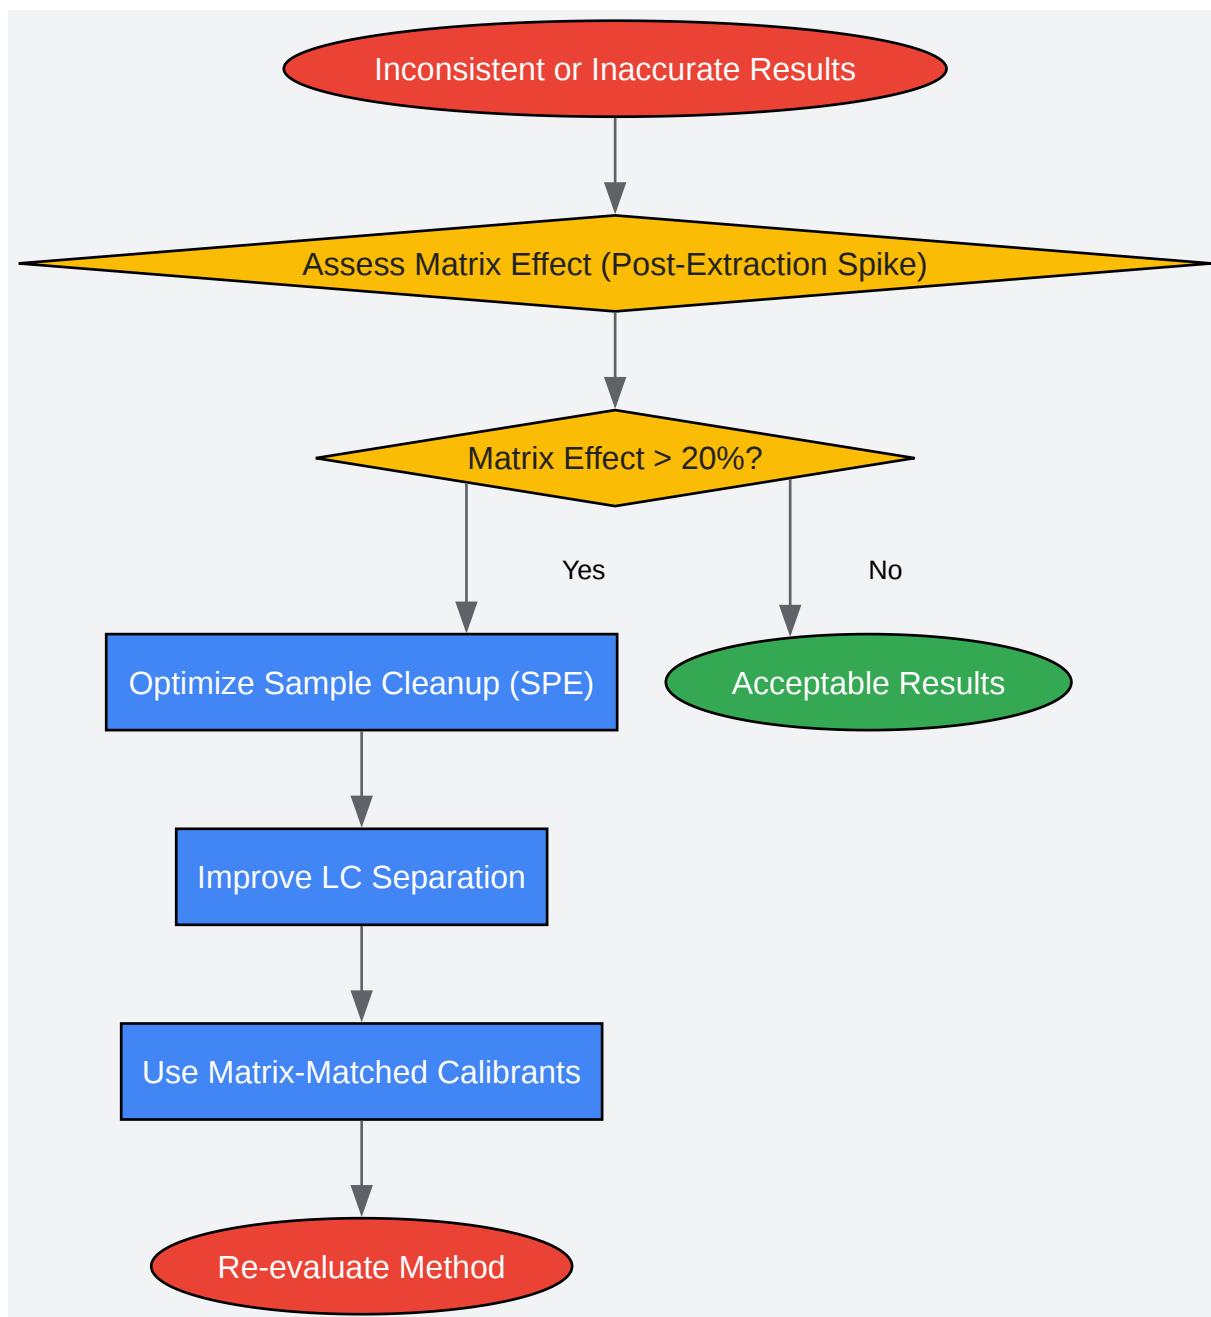 Inconsistent or Inaccurate Results
Assess Matrix Effect (Post-Extraction Spike)
Matrix Effect > 20%?
Yes
No
Optimize Sample Cleanup (SPE)
Acceptable Results
Improve LC Separation
Use Matrix-Matched Calibrants
Re-evaluate Method